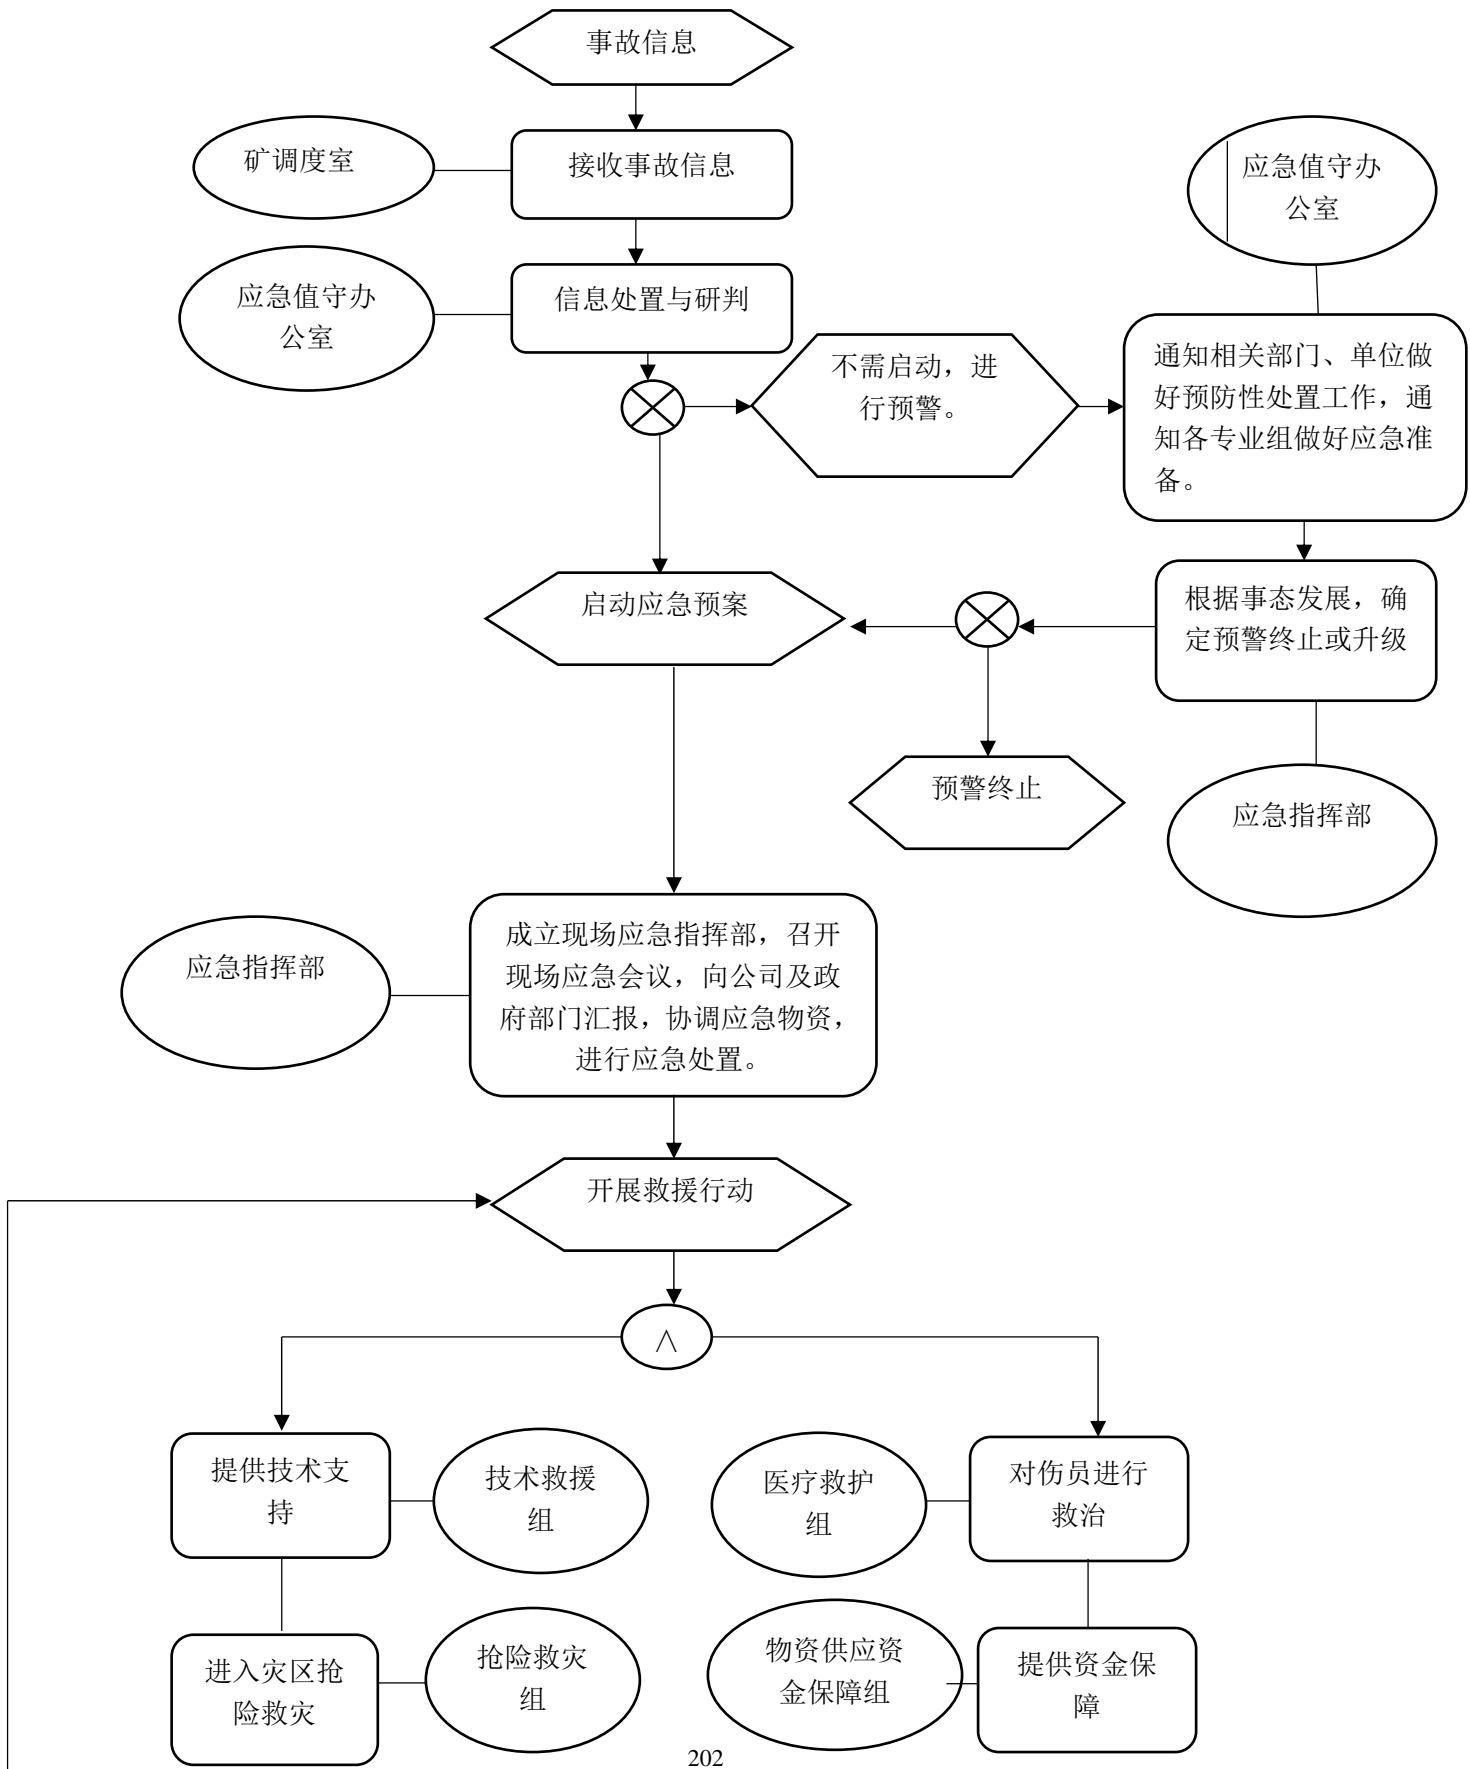 事故信息
矿调度室
接收事故信息
应急值守办
公室
应急值守办
公室
信息处置与研判
不需启动，进
行预警。
通知相关部门、单位做
好预防性处置工作，通
知各专业组做好应急准
备。
启动应急预案
根据事态发展，确
定预警终止或升级
预警终止
应急指挥部
应急指挥部
成立现场应急指挥部，召开
现场应急会议，向公司及政
府部门汇报，协调应急物资，
进行应急处置。
开展救援行动
∧
提供技术支
持
技术救援
组
医疗救护
组
对伤员进行
救治
进入灾区抢
险救灾
抢险救灾
组
物资供应资
金保障组
提供资金保
障
202